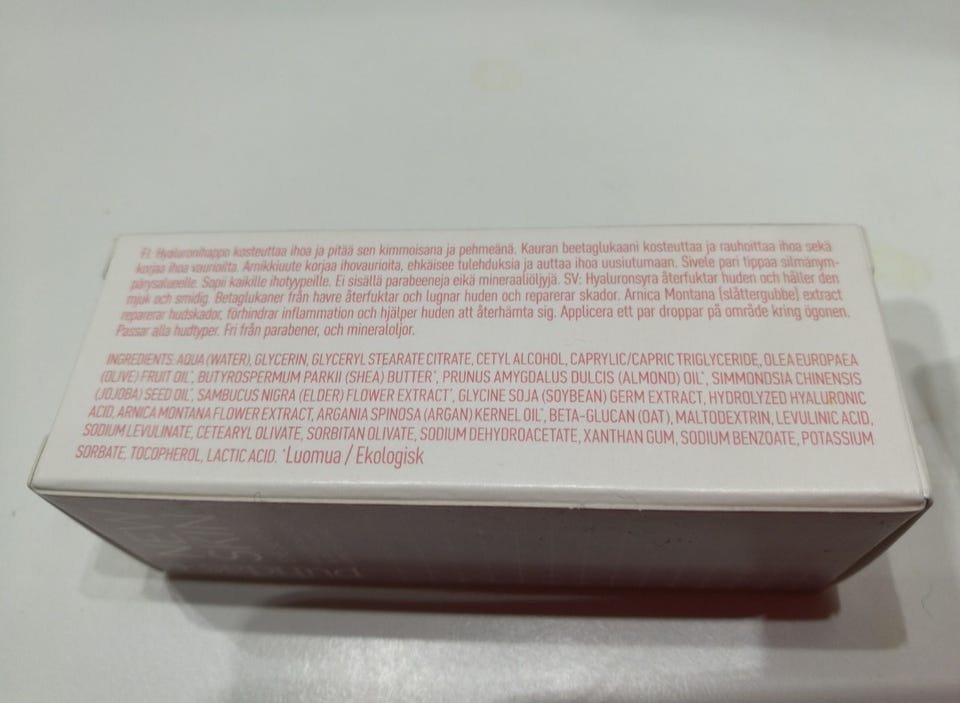 FI: Hyaluronihappo kosteuttaa ihoa ja pitää sen kimmoisana ja pehmeänä. Kauran beetaglukaani kosteuttaa ja rauhoittaa ihoa sekä
korjaa ihov vaurioilta. Arnikkiuute korjaa ihovaurioita, ehkäisee tulehduksia ja auttaa ihoa uusiutumaan. Sivele pari tippaa silmänym-
pärysalueelle. Sopii kaikille ihotyypeille. Ei sisällä parabeeneja eikä mineraaliöljyjä. SV: Hyaluronsyra återfuktar huden och håller den
mjuk och smidig. Betaglukaner från havre återfuktar och lugnar huden och reparerar skador. Arnica Montana (slåttergubbe) extract
reparerar hudskador, förhindrar inflammation och hjälper huden att återhämta sig. Applicera ett par droppar på område kring ögonen.
Passar alla hudtyper. Fri från parabener, och mineraloljor.
INGREDIENTS: AQUA (WATER), GLYCERIN, GLYCERYL STEARATE CITRATE, CETYL ALCOHOL, CAPRYLIC/CAPRIC TRIGLYCERIDE, OLEA EUROPAEA
(OLIVE) FRUIT OIL*, BUTYROSPERMUM PARKII (SHEA) BUTTER*, PRUNUS AMYGDALUS DULCIS (ALMOND) OIL*, SIMMONDSIA CHINENSIS
(JOJOBA) SEED OIL*, SAMBUCUS NIGRA (ELDER) FLOWER EXTRACT*, GLYCINE SOJA (SOYBEAN) GERM EXTRACT, HYDROLYZED HYALURONIC
ACID, ARNICA MONTANA FLOWER EXTRACT, ARGANIA SPINOSA (ARGAN) KERNEL OIL*, BETA-GLUCAN (OAT), MALTODEXTRIN, LEVULINIC ACID,
SODIUM LEVULINATE, CETEARYL OLIVATE, SORBITAN OLIVATE, SODIUM DEHYDROACETATE, XANTHAN GUM, SODIUM BENZOATE, POTASSIUM
SORBATE, TOCOPHEROL, LACTIC ACID. *Luomua / Ekologisk
NEW
SKIN